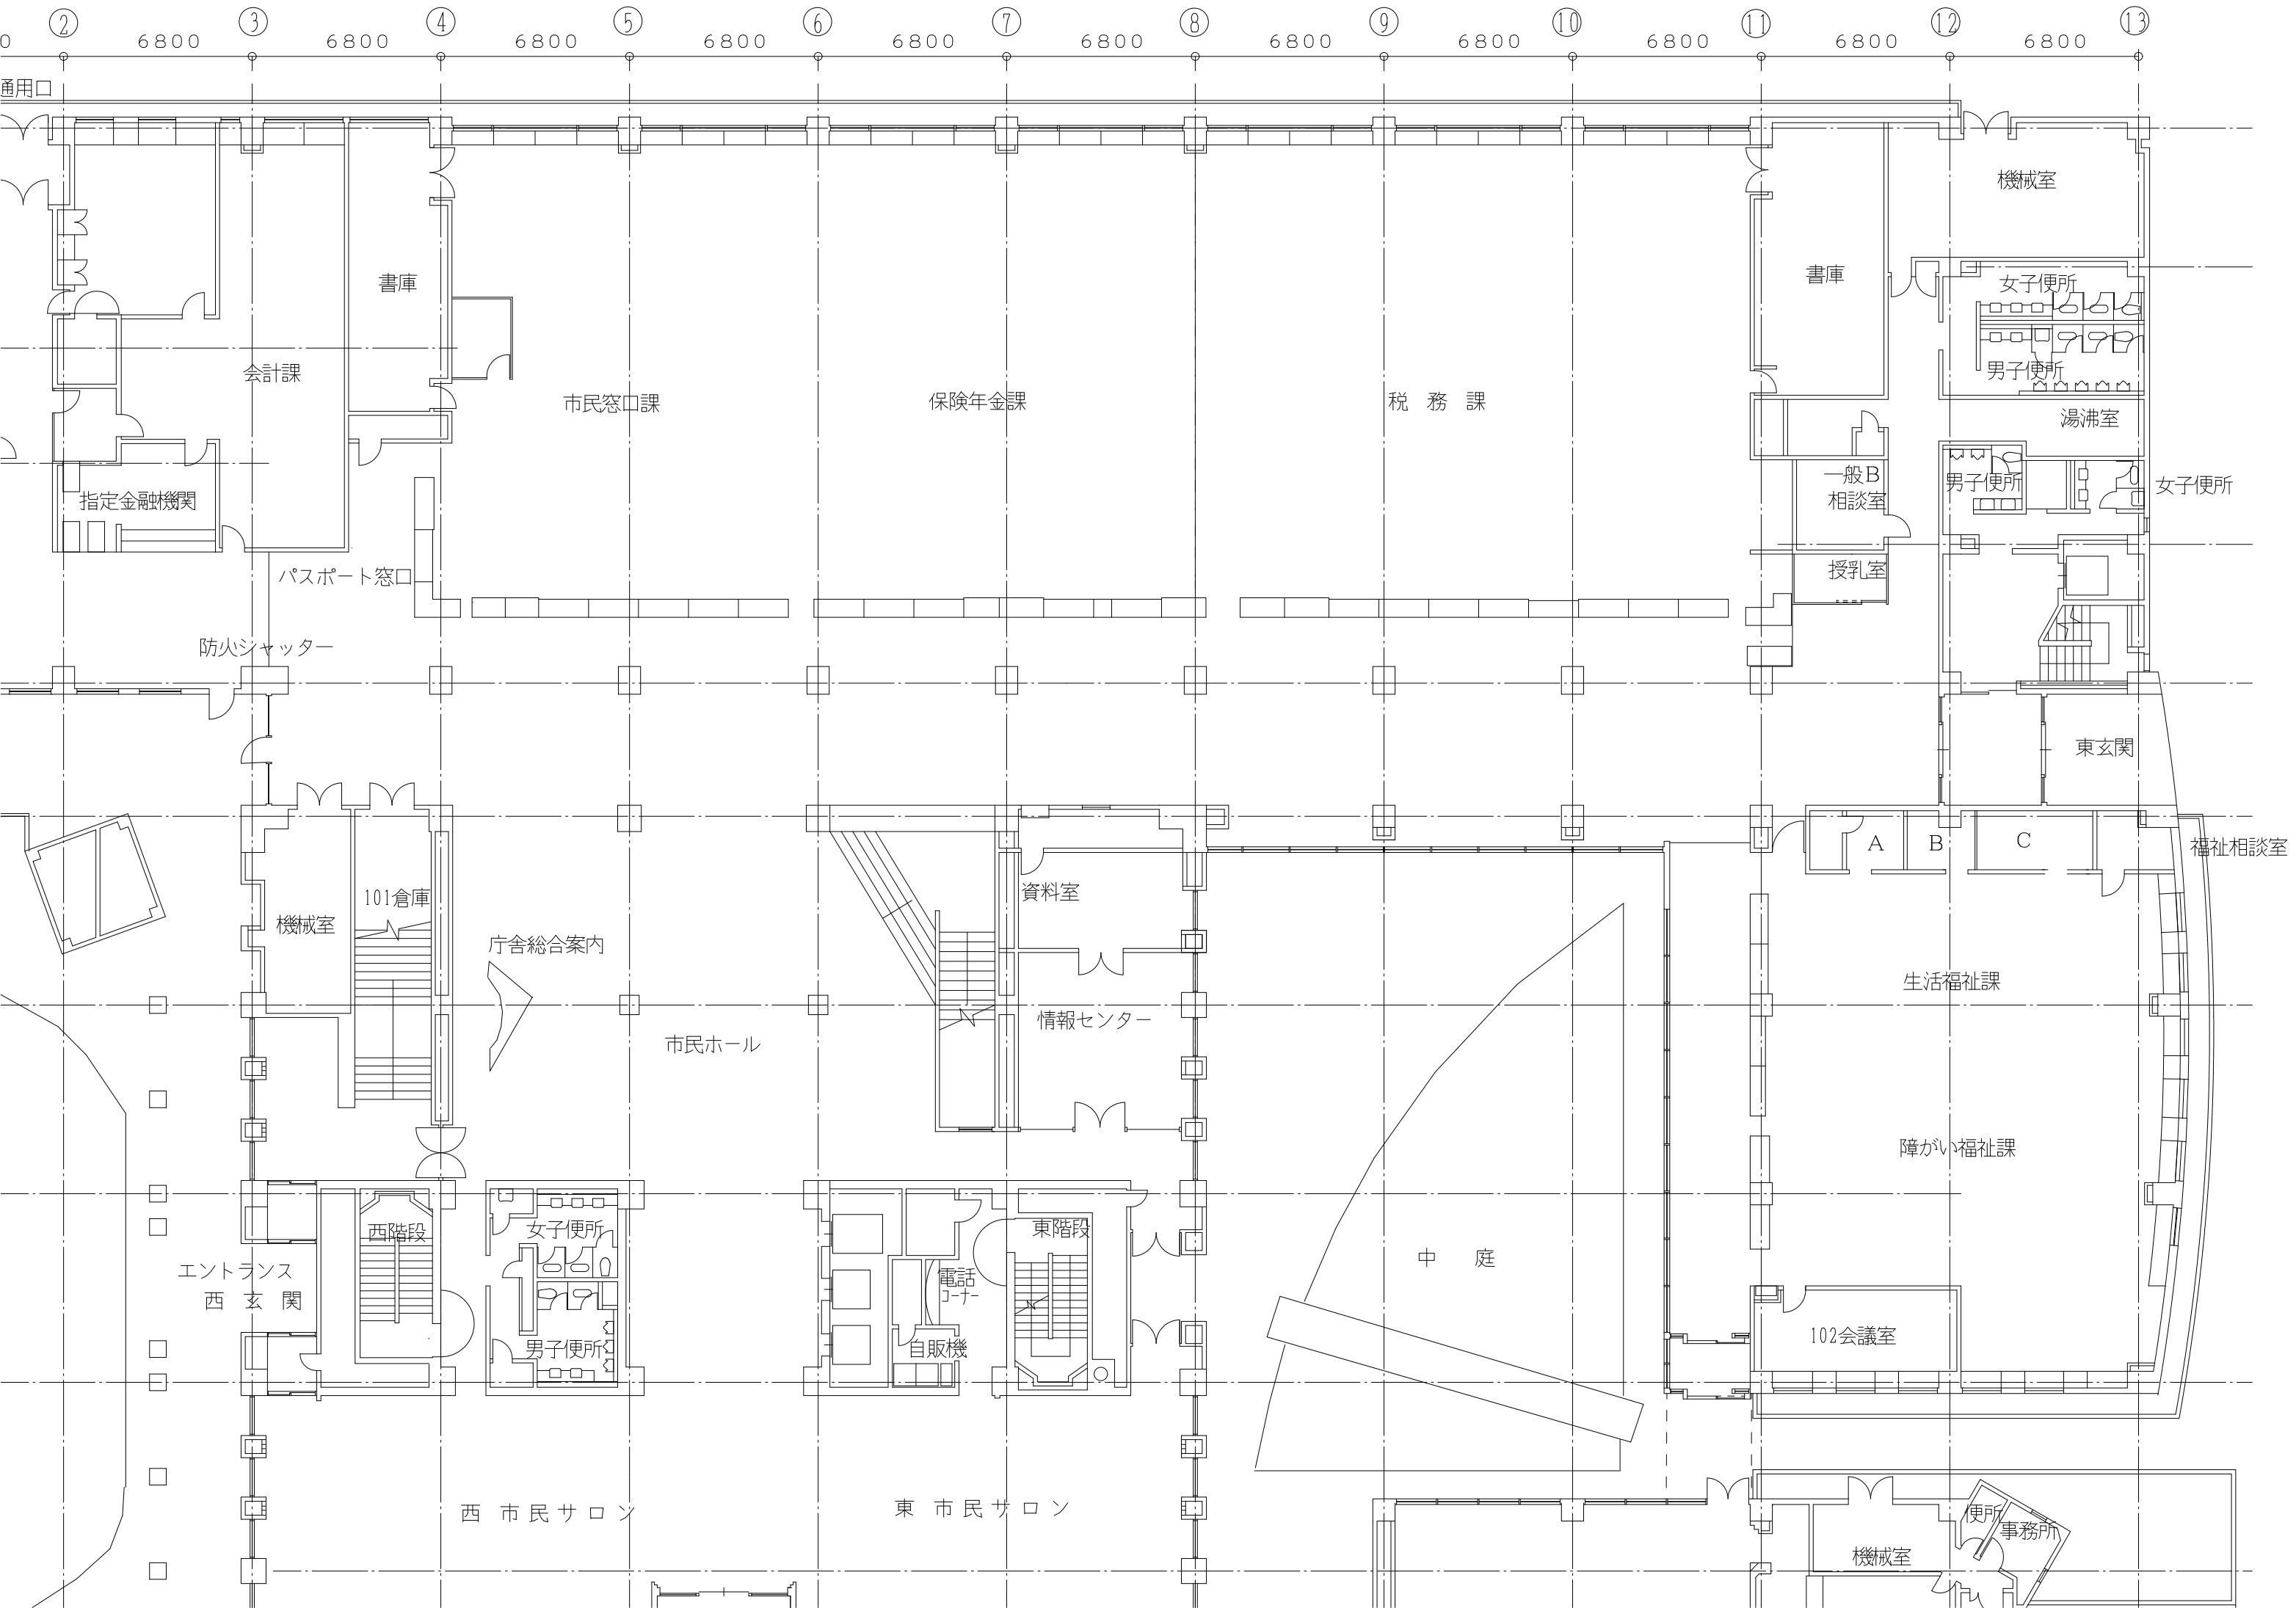 ② ③ ④ ⑤ ⑥ ⑦ ⑧ ⑨ ⑩ ⑪ ⑫ ⑬
0 6800 6800 6800 6800 6800 6800 6800 6800 6800 6800 6800
通用口
機械室
書庫
書庫
女子便所
会計課
男子便所
市民窓口課
保険年金課
税 務 課
湯沸室
一般B
相談室
男子便所
女子便所
指定金融機関
パスポート窓口
授乳室
防火シャッター
東玄関
A
B
C
福祉相談室
101倉庫
資料室
機械室
庁舎総合案内
生活福祉課
情報センター
市民ホール
障がい福祉課
西階段
女子便所
東階段
中 庭
エントランス
西 玄 関
電話
コーナー
102会議室
男子便所
自販機
西 市 民 サ ロ ン
東 市 民 サ ロ ン
便所
事務所
機械室